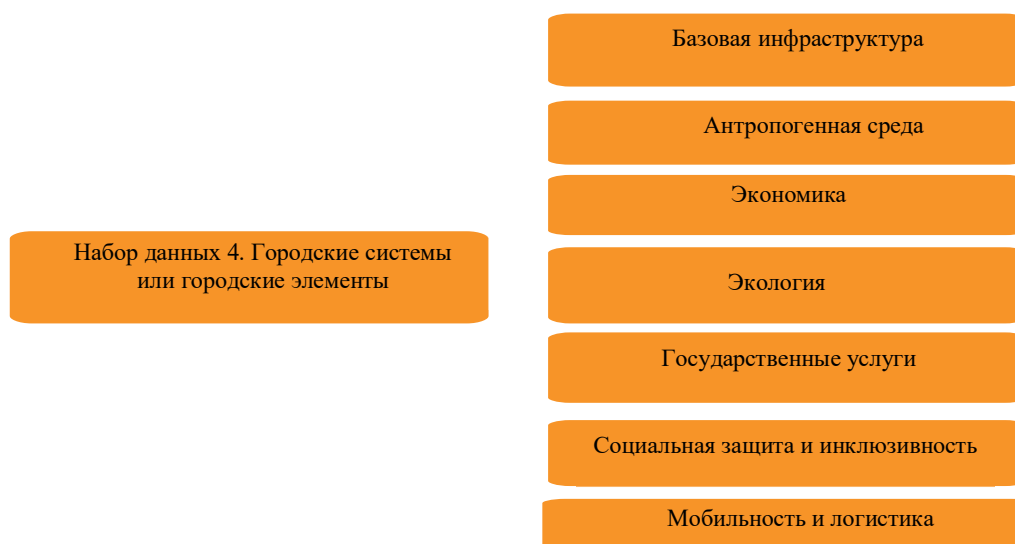 Набор данных 4. Городские системы
или городские элементы
Базовая инфраструктура
Антропогенная среда
Экономика
Экология
Государственные услуги
Социальная защита и инклюзивность
Мобильность и логистика